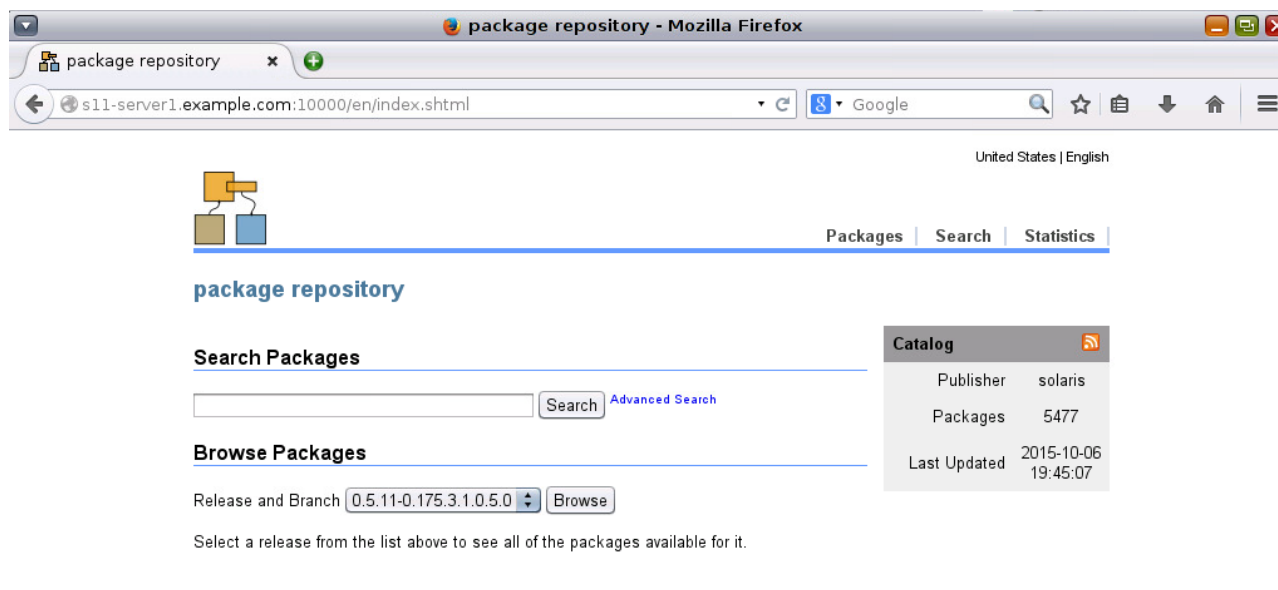 package repository - Mozilla Firefox
package repository
s11-server1.example.com:10000/en/index.shtml
8 Google
United States | English
Packages | Search | Statistics |
package repository
Search Packages
Search Advanced Search
Catalog
Publisher solaris
Packages 5477
Last Updated 2015-10-06
19:45:07
Browse Packages
Release and Branch 0.5.11-0.175.3.1.0.5.0 Browse
Select a release from the list above to see all of the packages available for it.